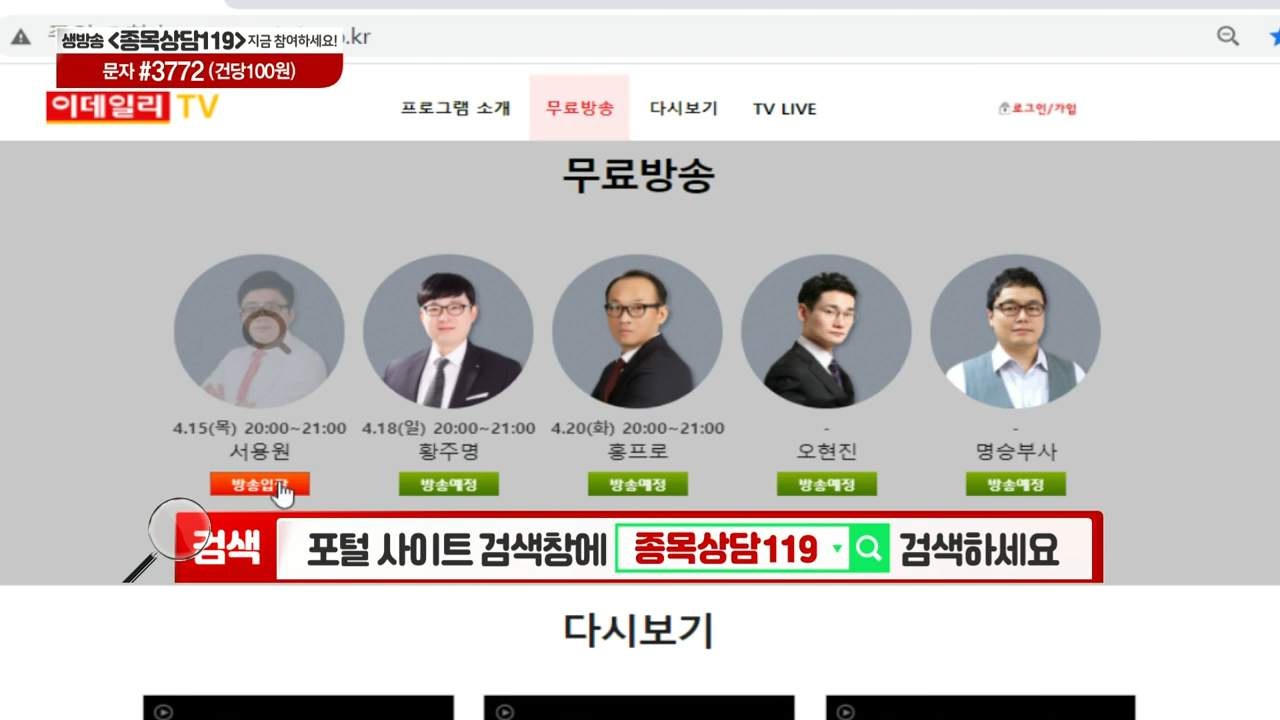 .kr
생방송 <종목상담119> 지금 참여하세요!
문자 #3772 (건당100원)
이데일리 TV
프로그램 소개 무료방송 다시보기 TV LIVE 로그인/가입
무료방송
4.15(목) 20:00~21:00 4.18(일) 20:00~21:00 4.20(화) 20:00~21:00 - -
서용원 황주명 홍프로 오현진 명승부사
방송입장 방송예정 방송예정 방송예정 방송예정
검색 포털 사이트 검색창에 종목상담119 검색하세요
다시보기